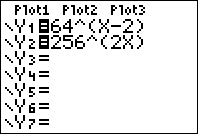 Plot1 Plot2 Plot3
\Y₁=64^(X-2)
\Y₂=256^(2X)
\Y₃=
\Y₄=
\Y₅=
\Y₆=
\Y₇=